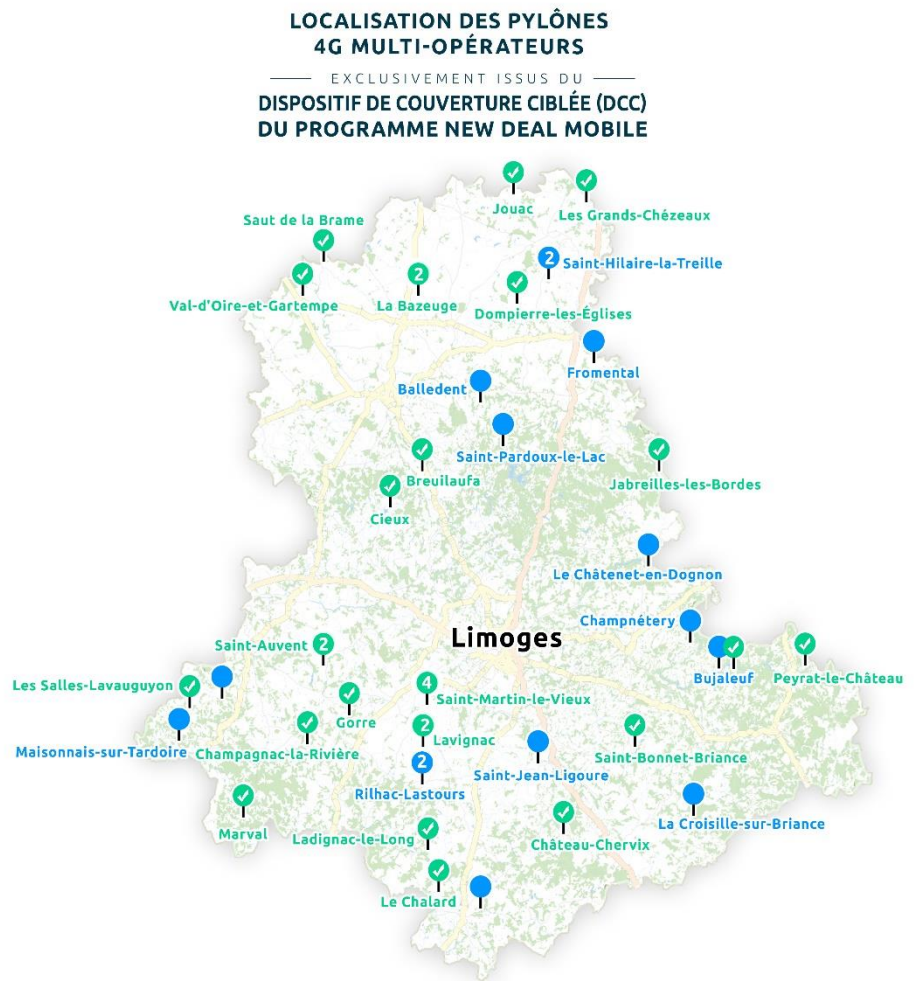 LOCALISATION DES PYLÔNES
4G MULTI-OPÉRATEURS
EXCLUSIVEMENT ISSUS DU
DISPOSITIF DE COUVERTURE CIBLÉE (DCC)
DU PROGRAMME NEW DEAL MOBILE
Jouac
Les Grands-Chézeaux
Saut de la Brame
2
Saint-Hilaire-la-Treille
Val-d'Oire-et-Gartempe
2
La Bazeuge
Dompierre-les-Églises
Fromental
Balledent
Saint-Pardoux-le-Lac
Breuilaufa
Jabreilles-les-Bordes
Cieux
Le Châtenet-en-Dognon
Champnétery
Limoges
Saint-Auvent
2
Bujaleuf
Peyrat-le-Château
Les Salles-Lavauguyon
4
Saint-Martin-le-Vieux
Gorre
Maisonnais-sur-Tardoire
Champagnac-la-Rivière
2
Lavignac
Saint-Bonnet-Briance
2
Rilhac-Lastours
Saint-Jean-Ligoure
Marval
La Croisille-sur-Briance
Ladignac-le-Long
Château-Chervix
Le Chalard